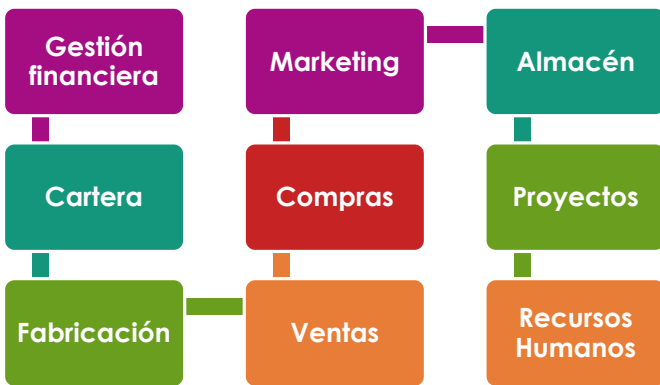 Gestión
financiera
Cartera
Fabricación
Ventas
Compras
Marketing
Almacén
Proyectos
Recursos
Humanos